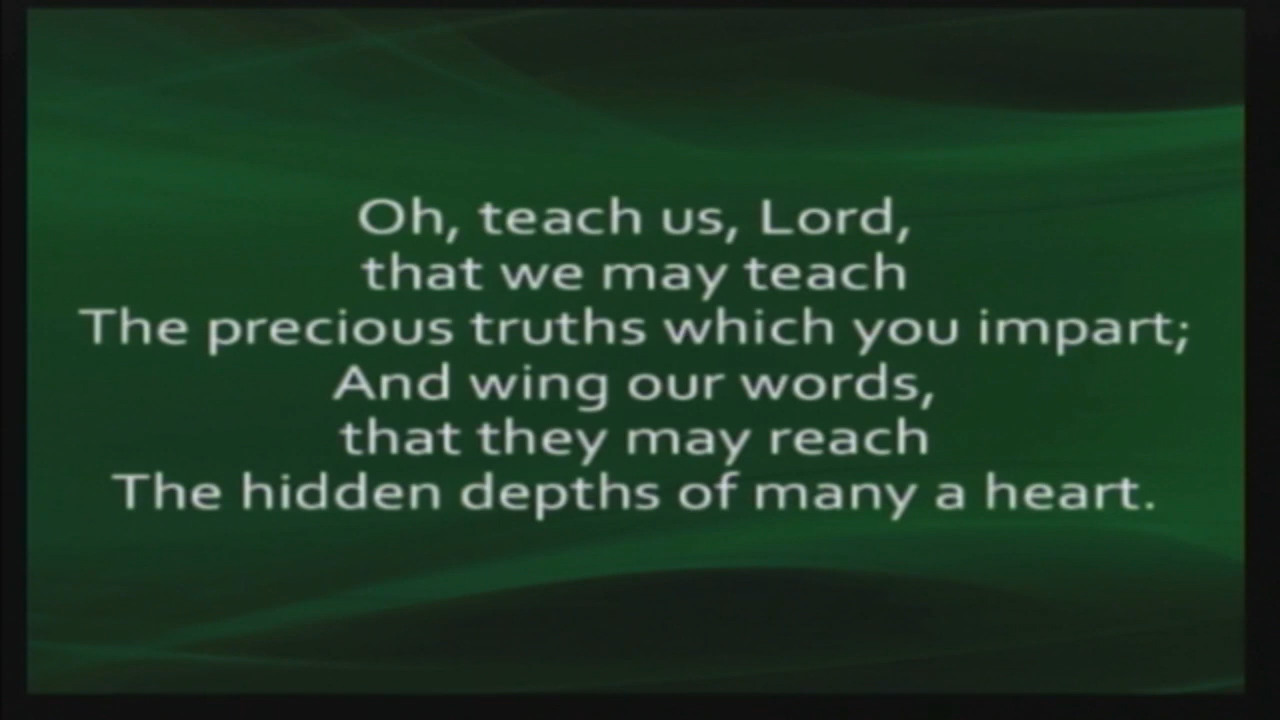 Oh, teach us, Lord,
that we may teach
The precious truths which you impart;
And wing our words,
that they may reach
The hidden depths of many a heart.